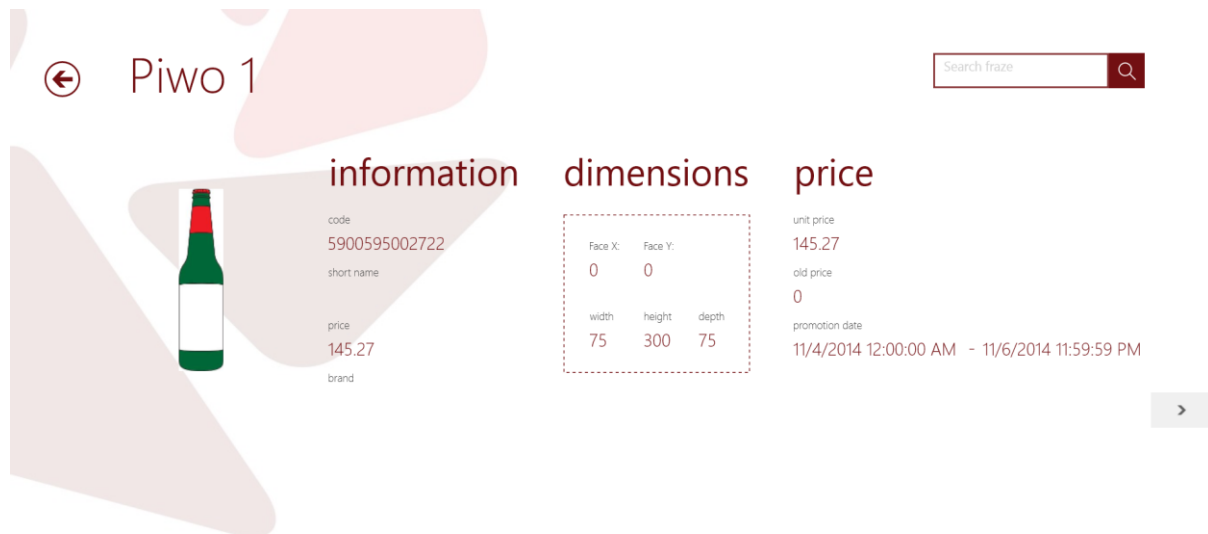 Piwo 1
Search fraze
information
code
5900595002722
short name
price
145.27
brand
dimensions
Face X: Face Y:
0 0
width height depth
75 300 75
price
unit price
145.27
old price
0
promotion date
11/4/2014 12:00:00 AM - 11/6/2014 11:59:59 PM